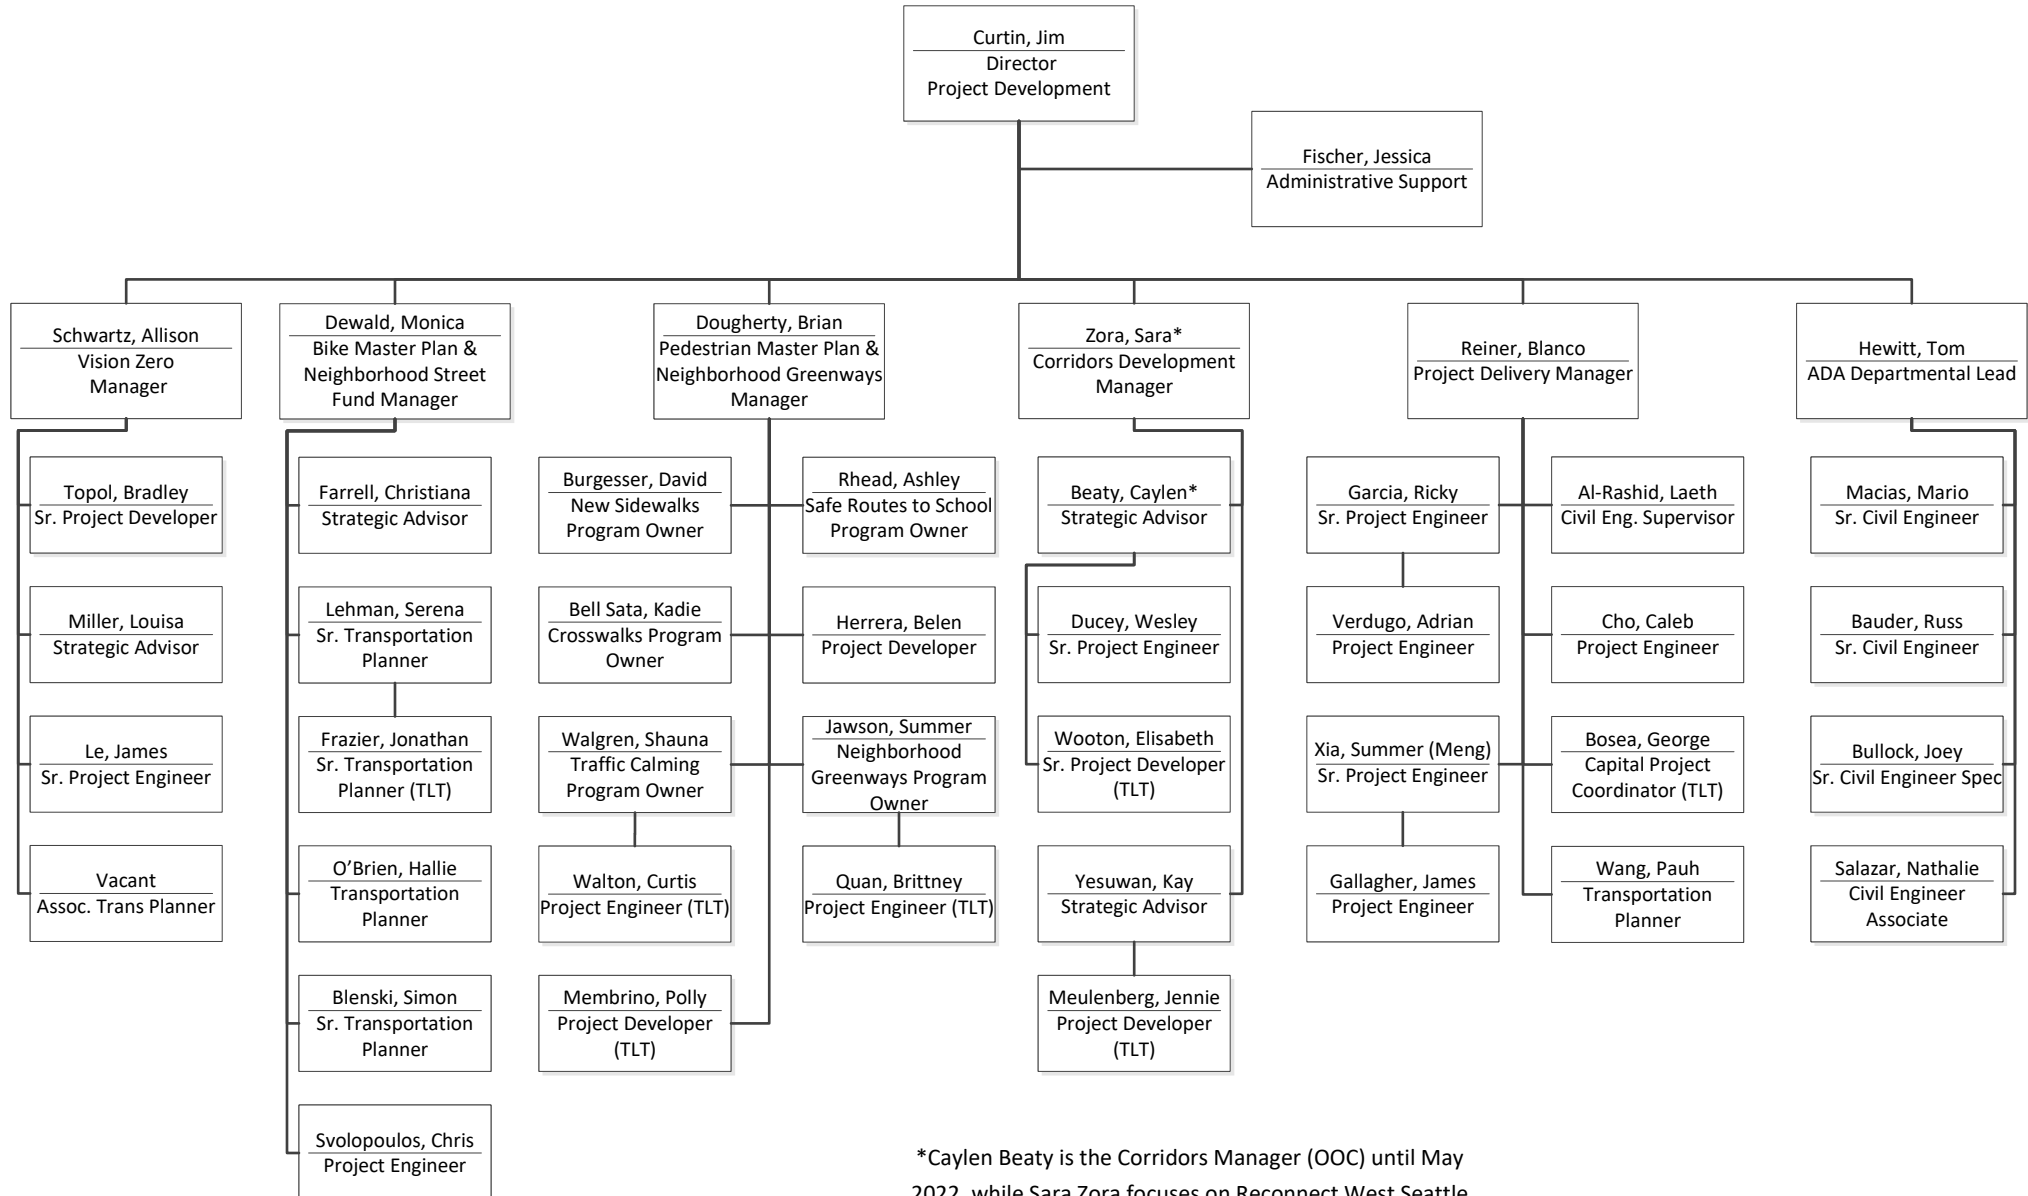 Curtin, Jim
Director
Project Development
Fischer, Jessica
Administrative Support
Schwartz, Allison
Vision Zero
Manager
Dewald, Monica
Bike Master Plan &
Neighborhood Street
Fund Manager
Dougherty, Brian
Pedestrian Master Plan &
Neighborhood Greenways
Manager
Zora, Sara*
Corridors Development
Manager
Reiner, Blanco
Project Delivery Manager
Hewitt, Tom
ADA Departmental Lead
Topol, Bradley
Sr. Project Developer
Miller, Louisa
Strategic Advisor
Le, James
Sr. Project Engineer
Vacant
Assoc. Trans Planner
Farrell, Christiana
Strategic Advisor
Lehman, Serena
Sr. Transportation
Planner
Frazier, Jonathan
Sr. Transportation
Planner (TLT)
O’Brien, Hallie
Transportation
Planner
Blenski, Simon
Sr. Transportation
Planner
Svolopoulos, Chris
Project Engineer
Burgesser, David
New Sidewalks
Program Owner
Bell Sata, Kadie
Crosswalks Program
Owner
Walgren, Shauna
Traffic Calming
Program Owner
Walton, Curtis
Project Engineer (TLT)
Membrino, Polly
Project Developer
(TLT)
Rhead, Ashley
Safe Routes to School
Program Owner
Herrera, Belen
Project Developer
Jawson, Summer
Neighborhood
Greenways Program
Owner
Quan, Brittney
Project Engineer (TLT)
Beaty, Caylen*
Strategic Advisor
Ducey, Wesley
Sr. Project Engineer
Wooton, Elisabeth
Sr. Project Developer
(TLT)
Yesuwan, Kay
Strategic Advisor
Meulenberg, Jennie
Project Developer
(TLT)
Garcia, Ricky
Sr. Project Engineer
Verdugo, Adrian
Project Engineer
Xia, Summer (Meng)
Sr. Project Engineer
Gallagher, James
Project Engineer
Al-Rashid, Laeth
Civil Eng. Supervisor
Cho, Caleb
Project Engineer
Bosea, George
Capital Project
Coordinator (TLT)
Wang, Pauh
Transportation
Planner
Macias, Mario
Sr. Civil Engineer
Bauder, Russ
Sr. Civil Engineer
Bullock, Joey
Sr. Civil Engineer Spec
Salazar, Nathalie
Civil Engineer
Associate
*Caylen Beaty is the Corridors Manager (OOC) until May
2022, while Sara Zora focuses on Reconnect West Seattle